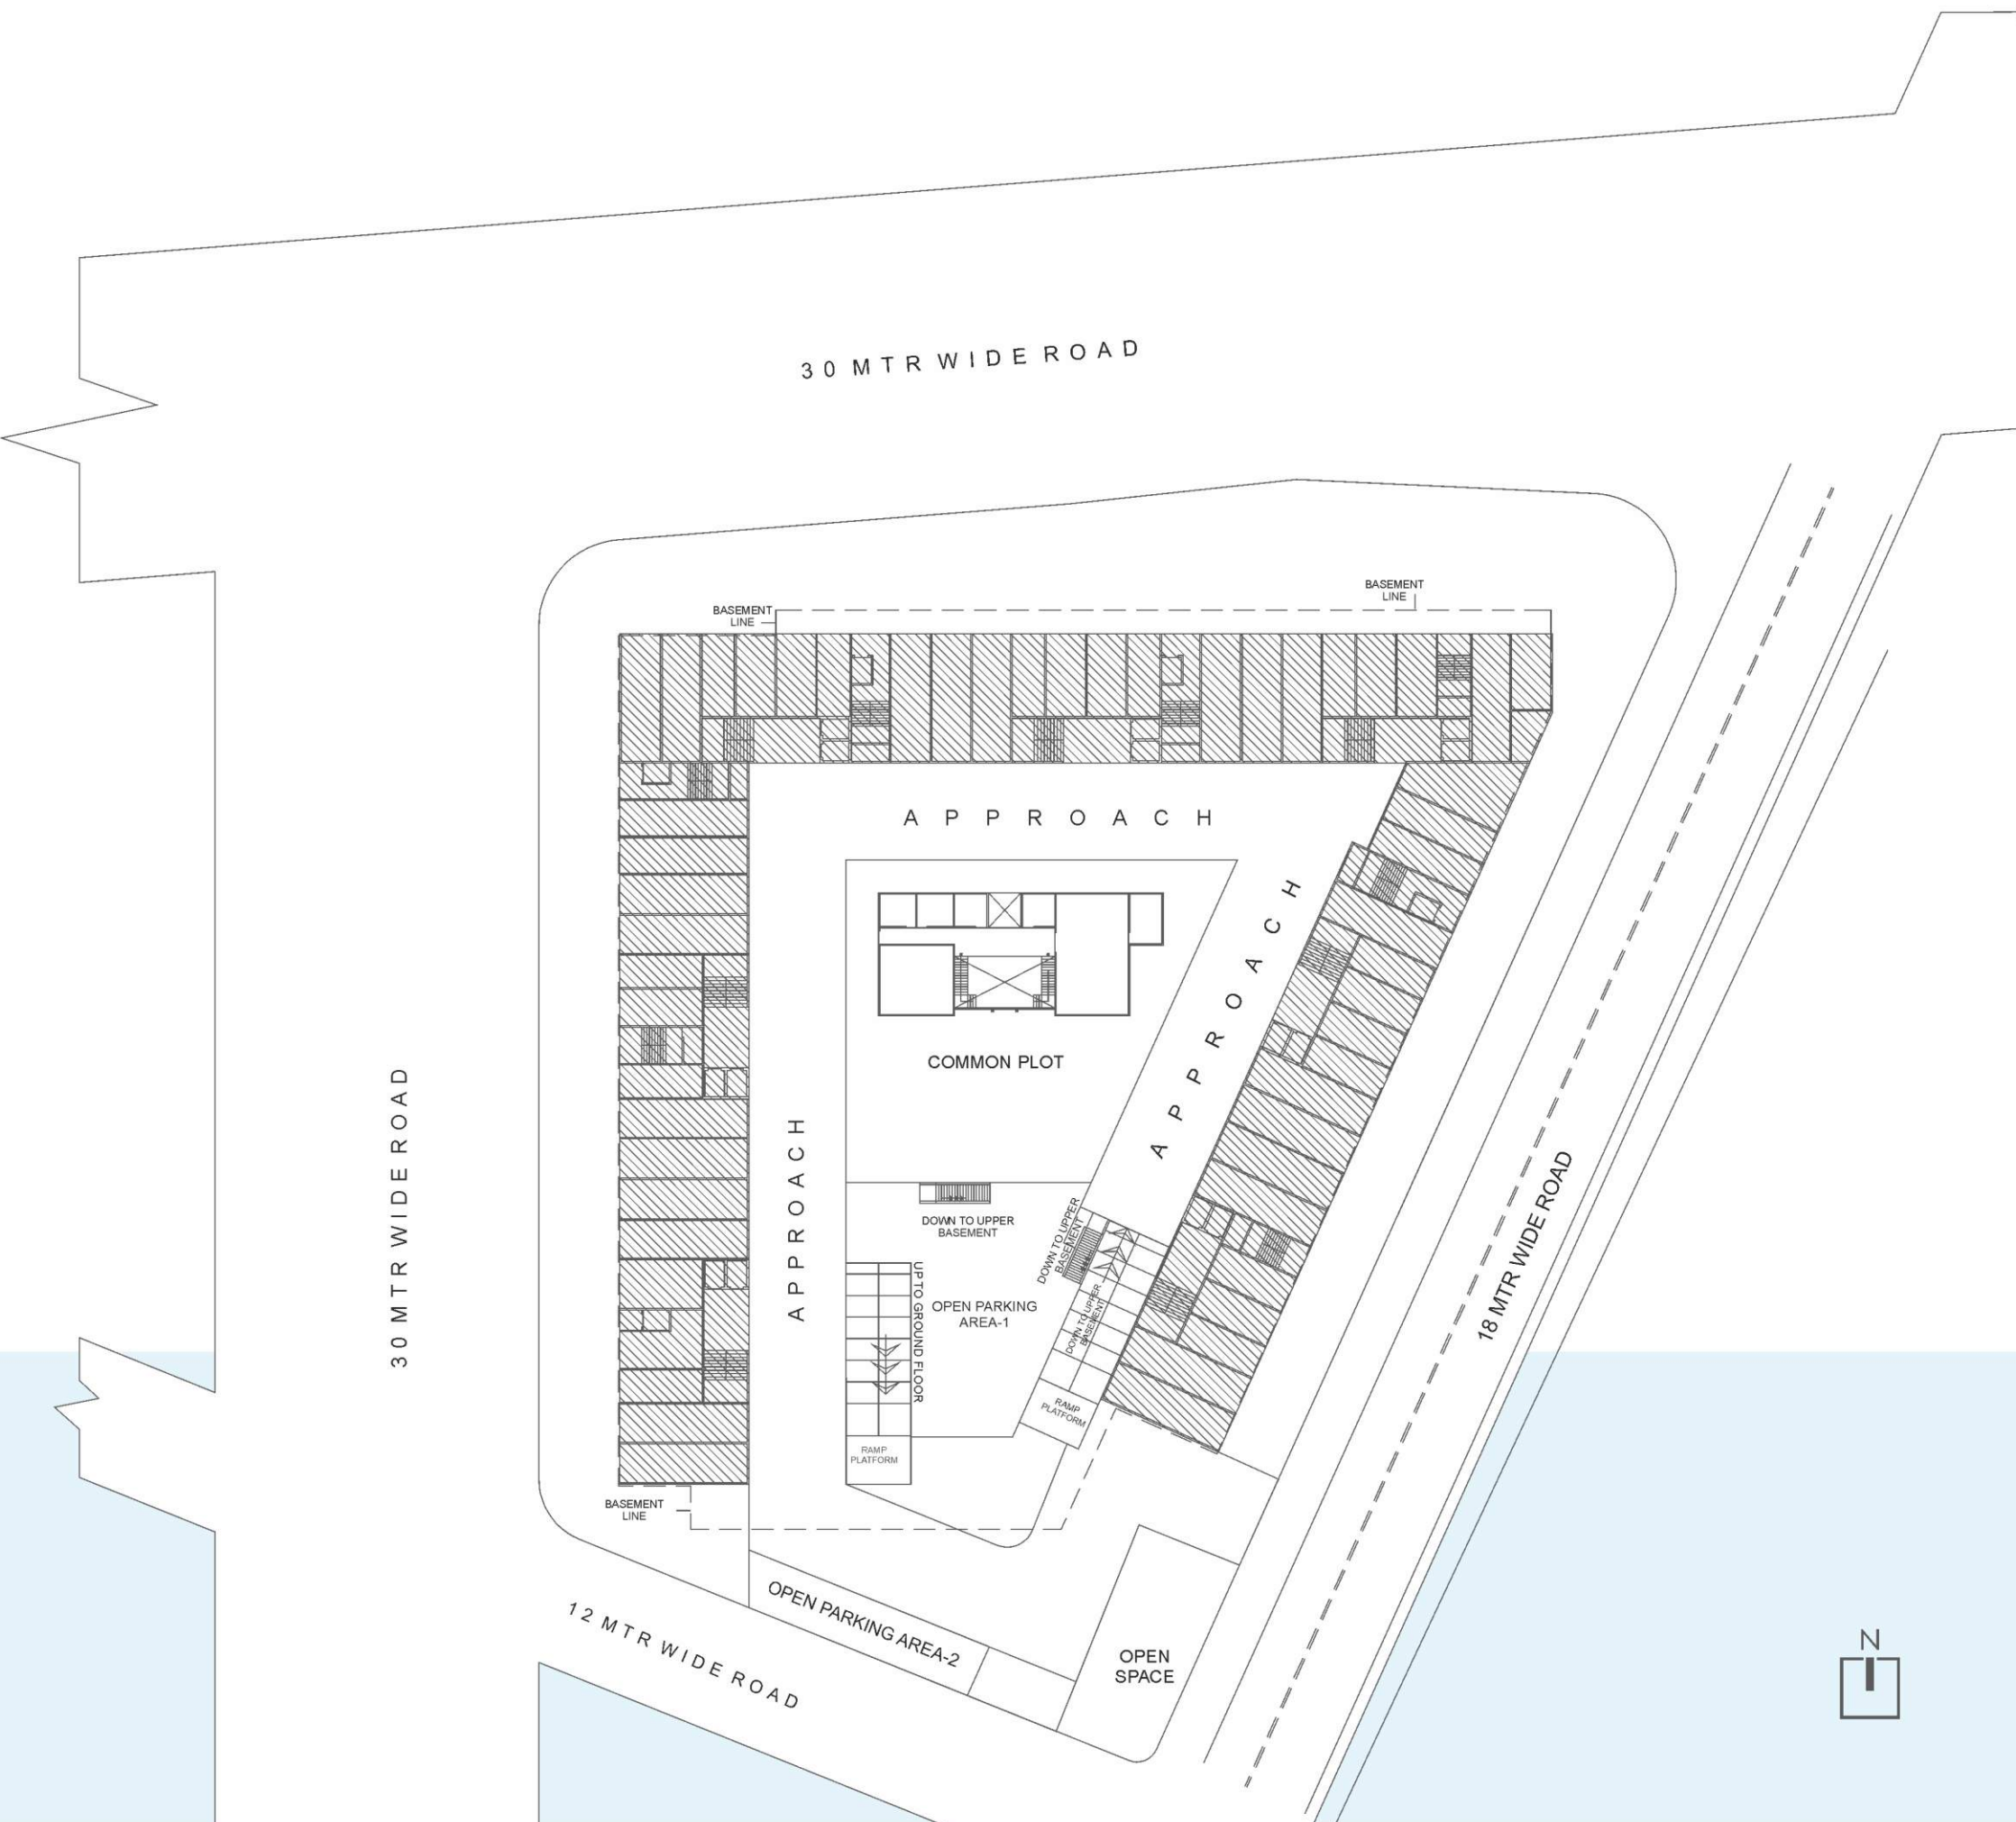 30 MTR WIDE ROAD
BASEMENT
LINE
BASEMENT
LINE
APPROACH
APPROACH
COMMON PLOT
30 MTR WIDE ROAD
APPROACH
18 MTR WIDE ROAD
DOWN TO UPPER
BASEMENT
DOWN TO UPPER
BASEMENT
UP TO GROUND FLOOR
OPEN PARKING
AREA-1
DOWN TO UPPER
BASEMENT
RAMP
PLATFORM
RAMP
PLATFORM
BASEMENT
LINE
OPEN PARKING AREA-2
12 MTR WIDE ROAD
OPEN
SPACE
N